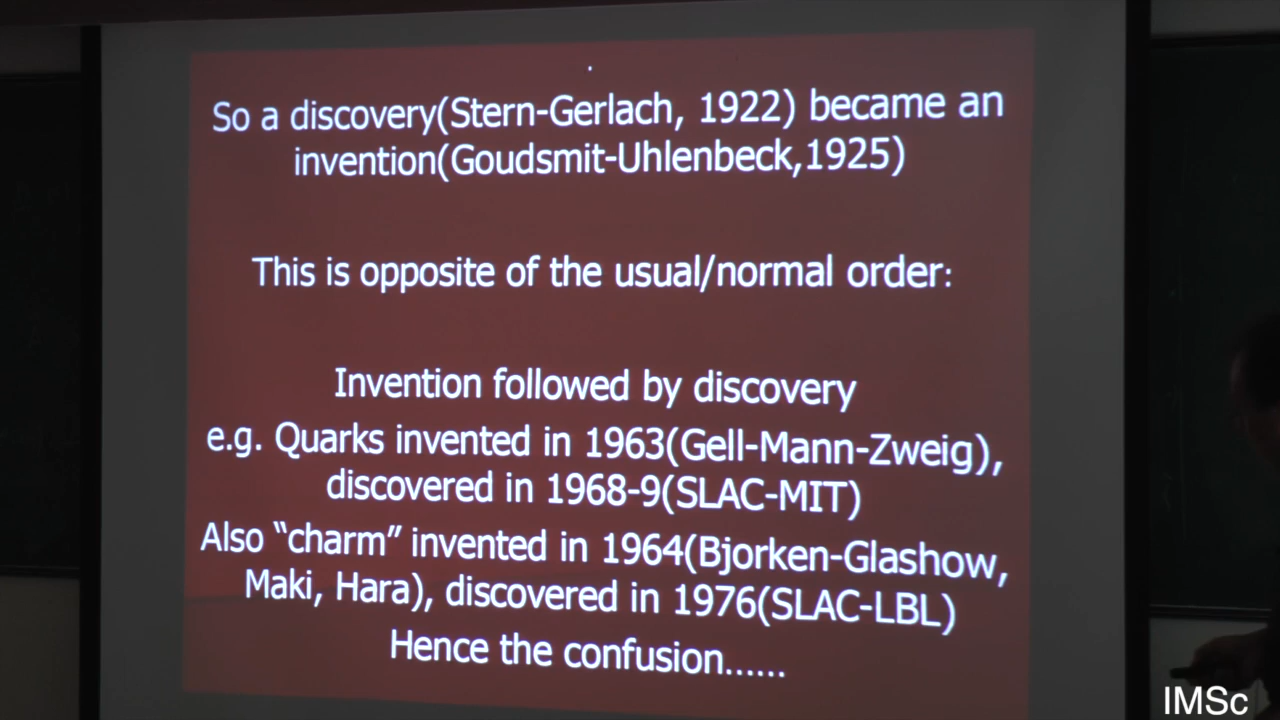 So a discovery(Stern-Gerlach, 1922) became an
invention(Goudsmit-Uhlenbeck,1925)
This is opposite of the usual/normal order:
Invention followed by discovery
e.g. Quarks invented in 1963(Gell-Mann-Zweig),
discovered in 1968-9(SLAC-MIT)
Also “charm” invented in 1964(Bjorken-Glashow,
Maki, Hara), discovered in 1976(SLAC-LBL)
Hence the confusion......
IMSc